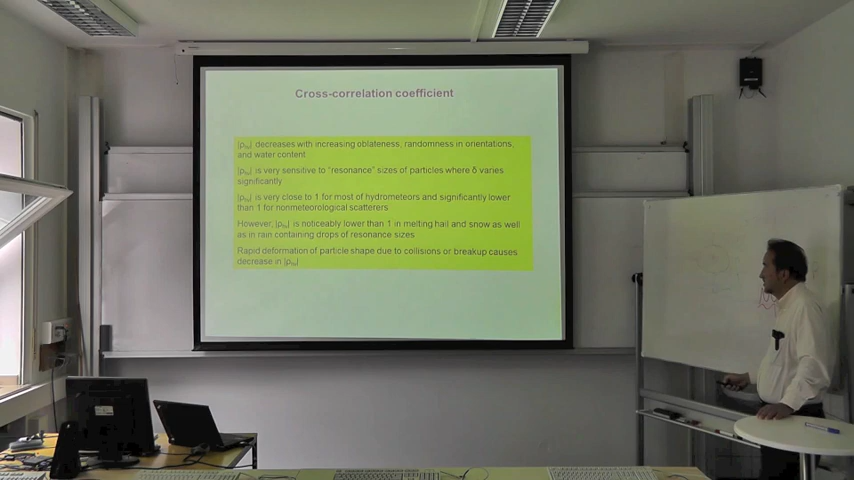 Cross-correlation coefficient
|ρhv| decreases with increasing oblateness, randomness in orientations,
and water content
|ρhv| is very sensitive to "resonance" sizes of particles where δ varies
significantly
|ρhv| is very close to 1 for most of hydrometeors and significantly lower
than 1 for nonmeteorological scatterers
However, |ρhv| is noticeably lower than 1 in melting hail and snow as well
as in rain containing drops of resonance sizes
Rapid deformation of particle shape due to collisions or breakup causes
decrease in |ρhv|